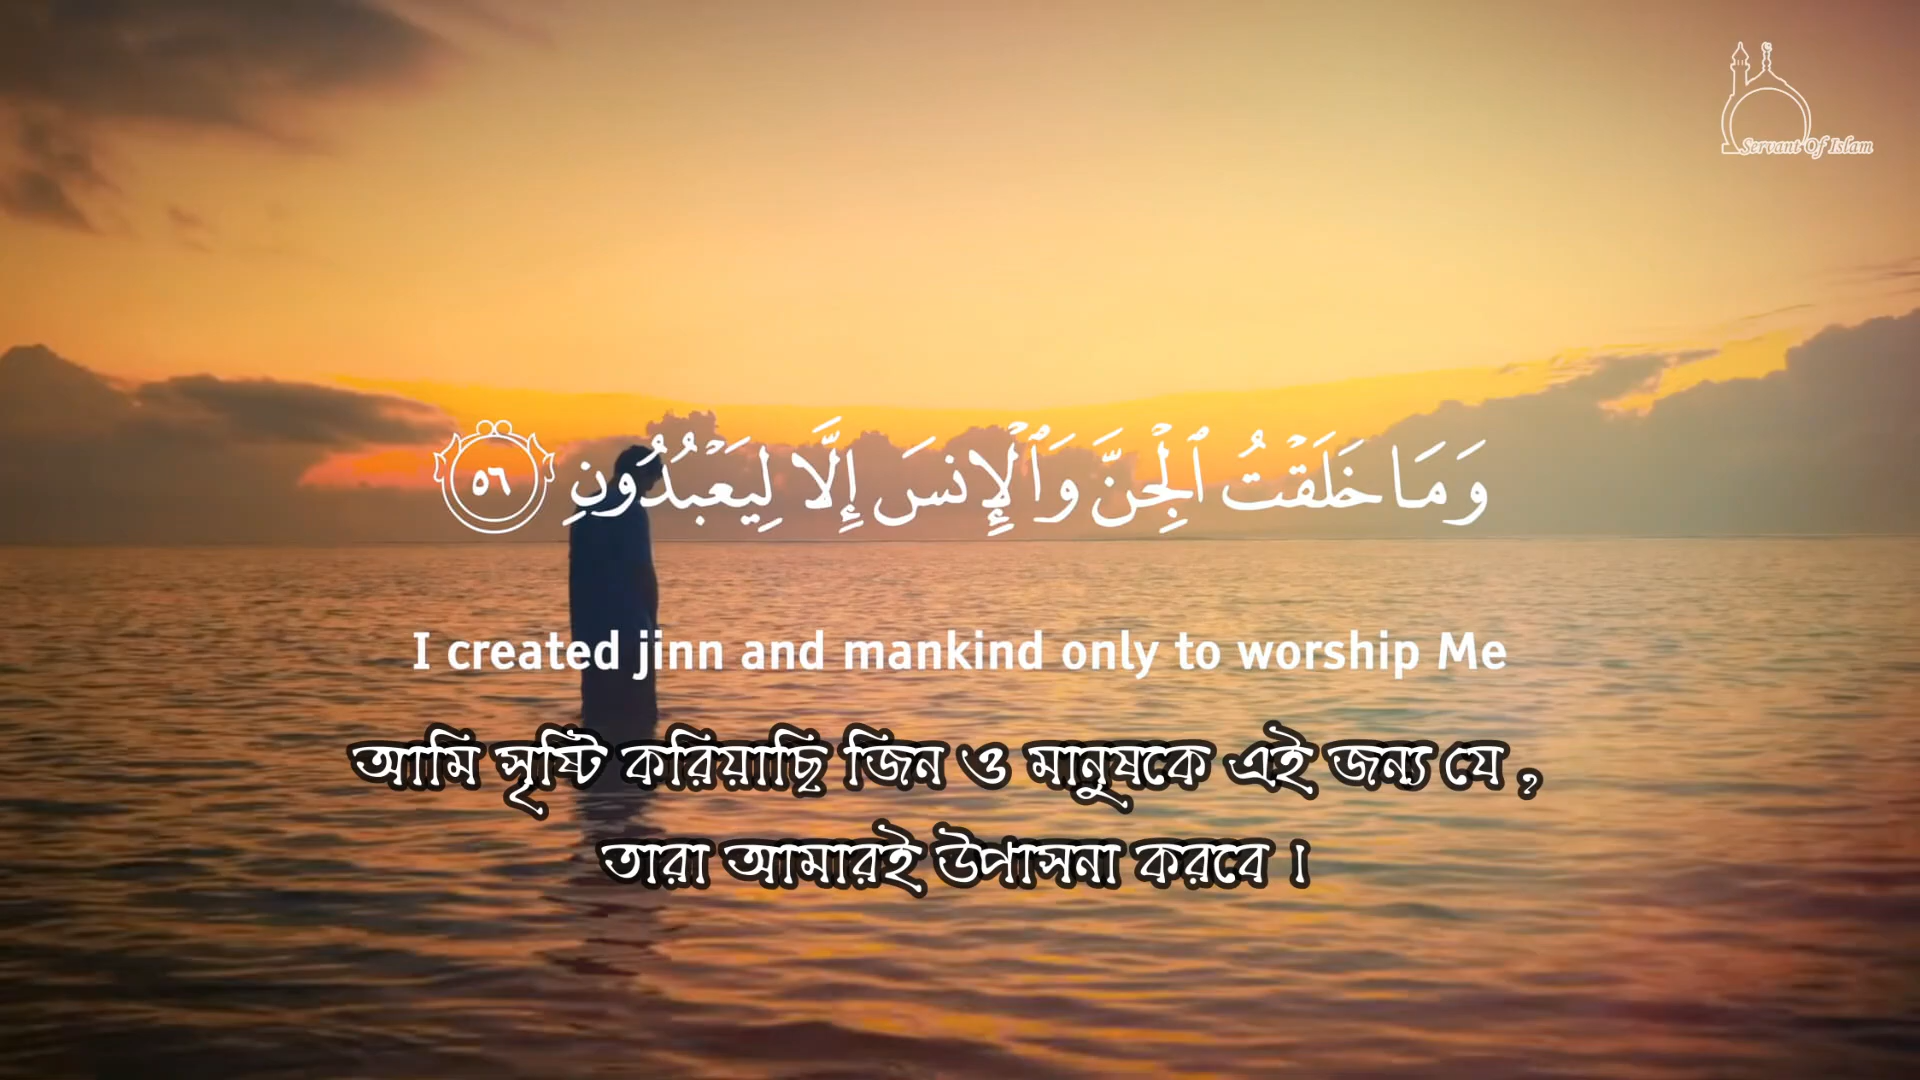 Servant Of Islam
وَمَا خَلَقْتُ ٱلْجِنَّ وَٱلْإِنسَ إِلَّا لِيَعْبُدُونِ ٥٦
I created jinn and mankind only to worship Me
আমি সৃষ্টি করিয়াছি জিন ও মানুষকে এই জন্য যে ,
তারা আমারই উপাসনা করবে ।